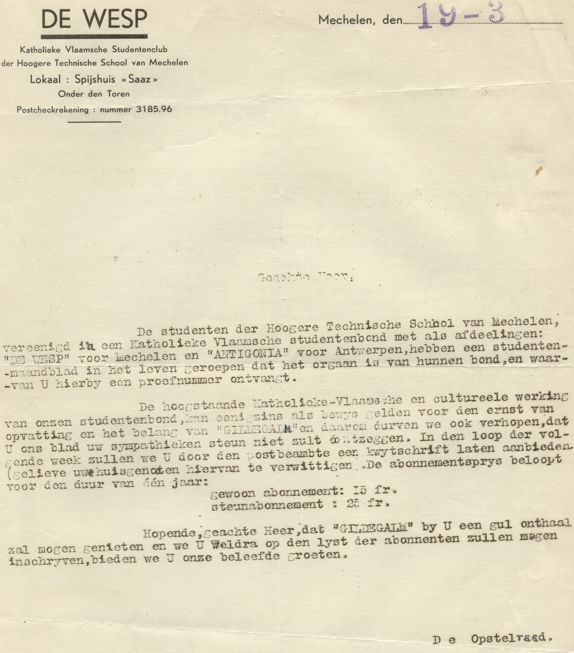 DE WESP
Katholieke Vlaamsche Studentenclub
der Hoogere Technische School van Mechelen
Lokaal : Spijshuis «Saaz»
Onder den Toren
Postcheckrekening : nummer 3185.96
Mechelen, den 19-3
Geachte Heer,
De studenten der Hoogere Technische School van Mechelen,
vereenigd in een Katholieke Vlaamsche studentenbond met als afdeelingen:
"DE WESP" voor Mechelen en "ANTIGONIA" voor Antwerpen,hebben een studenten-
-maandblad in het leven geroepen dat het orgaan is van hunnen bond,en waar-
-van U hierby een proefnummer ontvangt.
De hoogstaande Katholieke-Vlaamsche en cultureele werking
van onzen studentenbond,kan eenigzins als bewys gelden voor den ernst van
opvatting en het belang van "GILDEGALM"en daarom durven we ook verhopen,dat
U ons blad uw sympathieken steun niet zult ontzeggen. In den loop der vol-
gende week zullen we U door den postbeambte een kwytschrift laten aanbieden.
(gelieve uwe huisgenoten hiervan te verwittigen .De abonnementsprys beloopt
voor den duur van één jaar:
gewoon abonnement: I5 fr.
steunabonnement : 25 fr.
Hopende,geachte Heer,dat "GILDEGALM" by U een gul onthaal
zal mogen genieten en we U Weldra op den lyst der abonnenten zullen mogen
inschryven,bieden we U onze beleefde groeten.
D e Opstelraad.